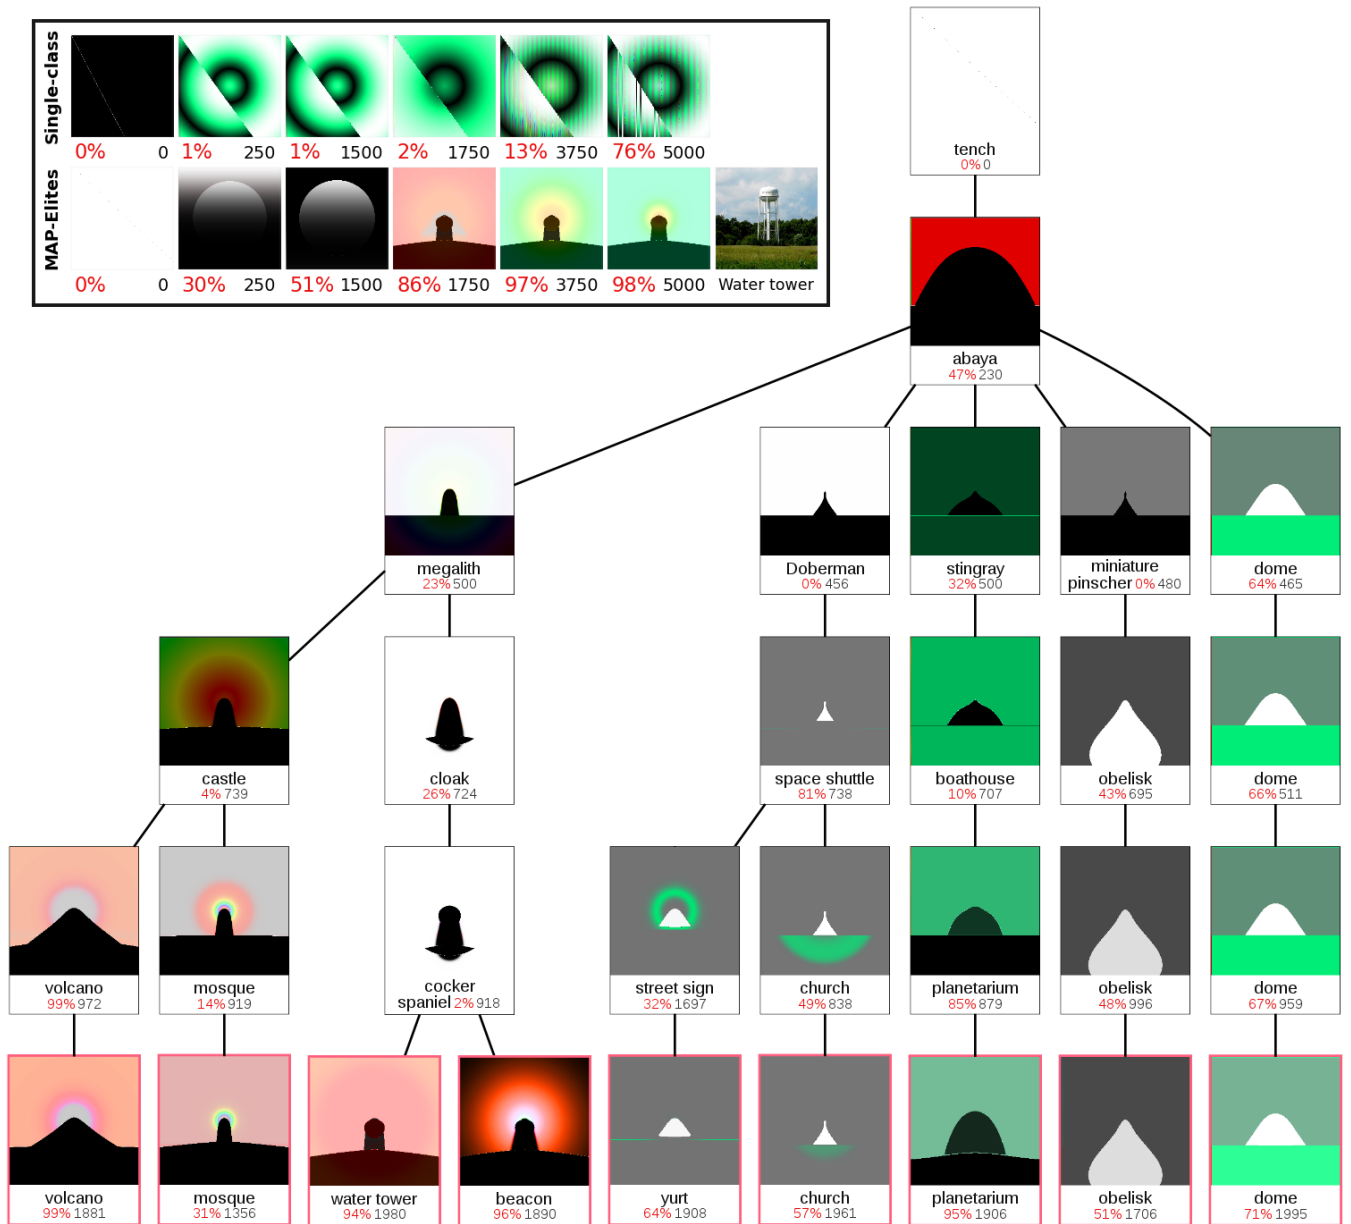 Single-class
0% 0 1% 250 1% 1500 2% 1750 13% 3750 76% 5000
MAP-Elites
0% 0 30% 250 51% 1500 86% 1750 97% 3750 98% 5000 Water tower
tench
0% 0
abaya
47% 230
megalith
23% 500
Doberman
0% 456
stingray
32% 500
miniature
pinscher 0% 480
dome
64% 465
castle
4% 739
cloak
26% 724
space shuttle
81% 738
boathouse
10% 707
obelisk
43% 695
dome
66% 511
volcano
99% 972
mosque
14% 919
cocker
spaniel 2% 918
street sign
32% 1697
church
49% 838
planetarium
85% 879
obelisk
48% 996
dome
67% 959
volcano
99% 1881
mosque
31% 1356
water tower
94% 1980
beacon
96% 1890
yurt
64% 1908
church
57% 1961
planetarium
95% 1906
obelisk
51% 1706
dome
71% 1995